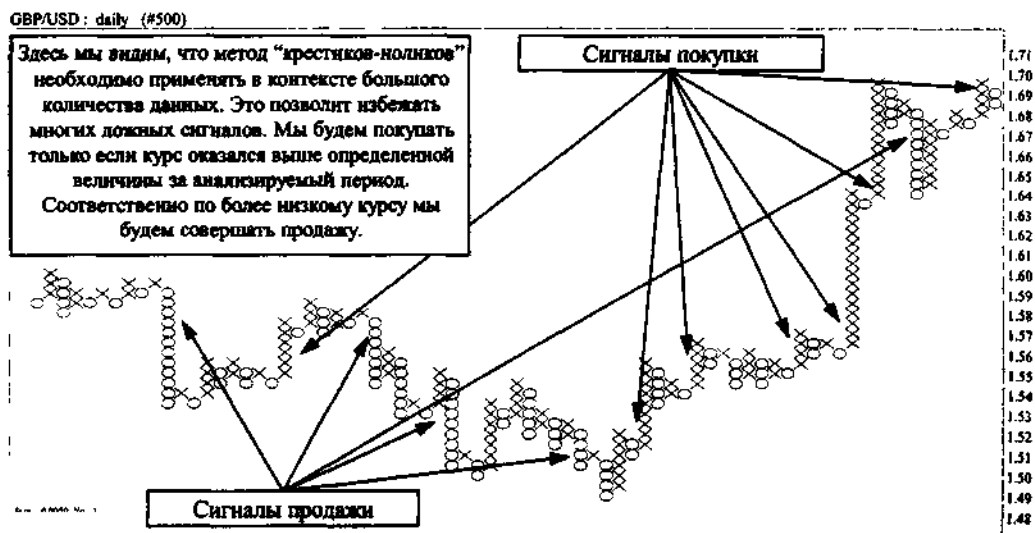 GBP/USD : daily (#500)
Здесь мы видим, что метод “крестиков-ноликов”
необходимо применять в контексте большого
количества данных. Это позволит избежать
многих ложных сигналов. Мы будем покупать
только если курс оказался выше определенной
величины за анализируемый период.
Соответственно по более низкому курсу мы
будем совершать продажу.
Сигналы покупки
1.71
1.70
1.69
1.68
1.67
1.66
1.65
1.64
1.63
1.62
1.61
1.60
1.59
1.58
1.57
1.56
1.55
1.54
1.53
1.52
1.51
1.50
1.49
1.48
Сигналы продажи